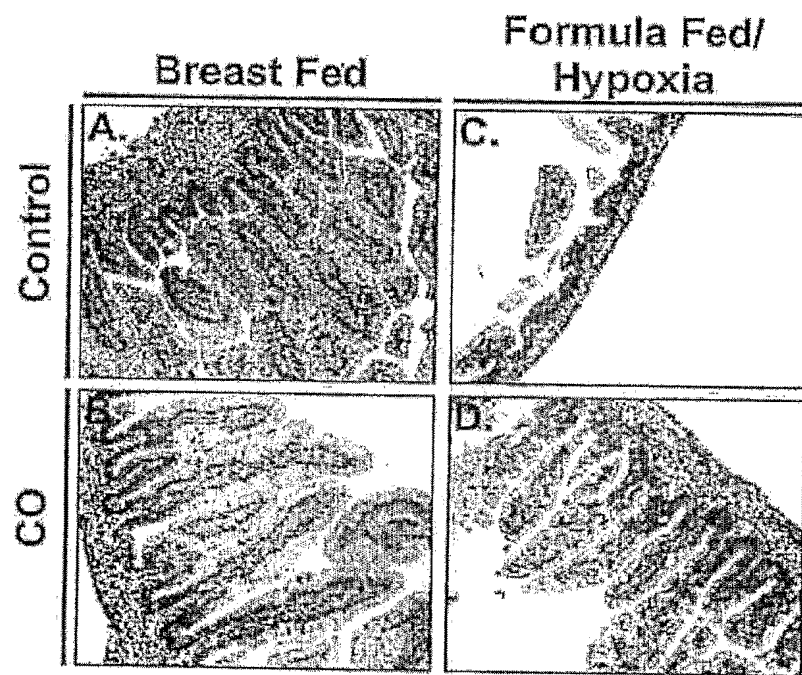 Breast Fed
Formula Fed/
Hypoxia
Control
A.
C.
CO
B.
D.